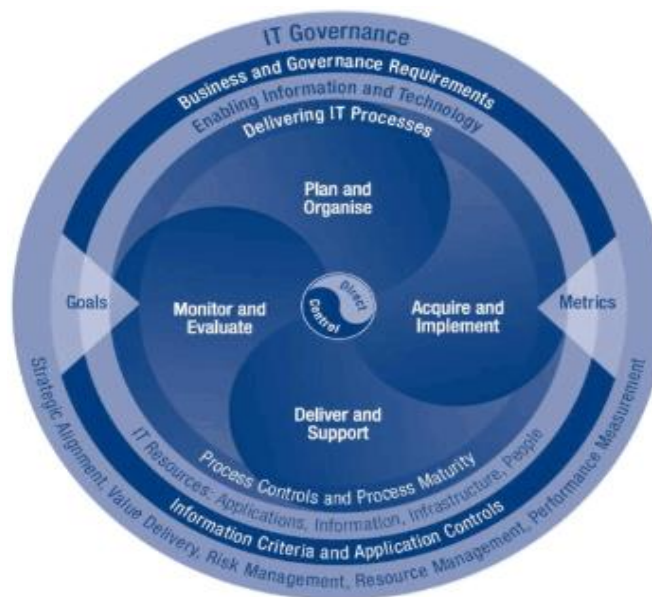 IT Governance
Business and Governance Requirements
Enabling Information and Technology
Delivering IT Processes
Plan and
Organise
Goals
Monitor and
Evaluate
Direct
Control
Acquire and
Implement
Metrics
Deliver and
Support
Process Controls and Process Maturity
IT Resources: Applications, Information, Infrastructure, People
Information Criteria and Application Controls
Strategic Alignment, Value Delivery, Risk Management, Resource Management, Performance Measurement